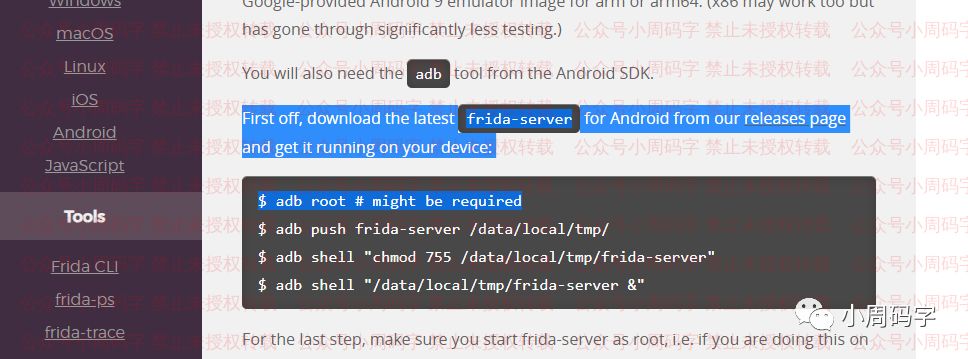 Windows
macOS
Linux
iOS
Android
JavaScript
Tools
Frida CLI
frida-ps
frida-trace
Google-provided Android 9 emulator image for arm or arm64. (x86 may work too but
has gone through significantly less testing.)
You will also need the adb tool from the Android SDK.
First off, download the latest frida-server for Android from our releases page
and get it running on your device:
$ adb root # might be required
$ adb push frida-server /data/local/tmp/
$ adb shell "chmod 755 /data/local/tmp/frida-server"
$ adb shell "/data/local/tmp/frida-server &"
For the last step, make sure you start frida-server as root, i.e. if you are doing this on
公众号小周码字 禁止未授权转载
小周码字